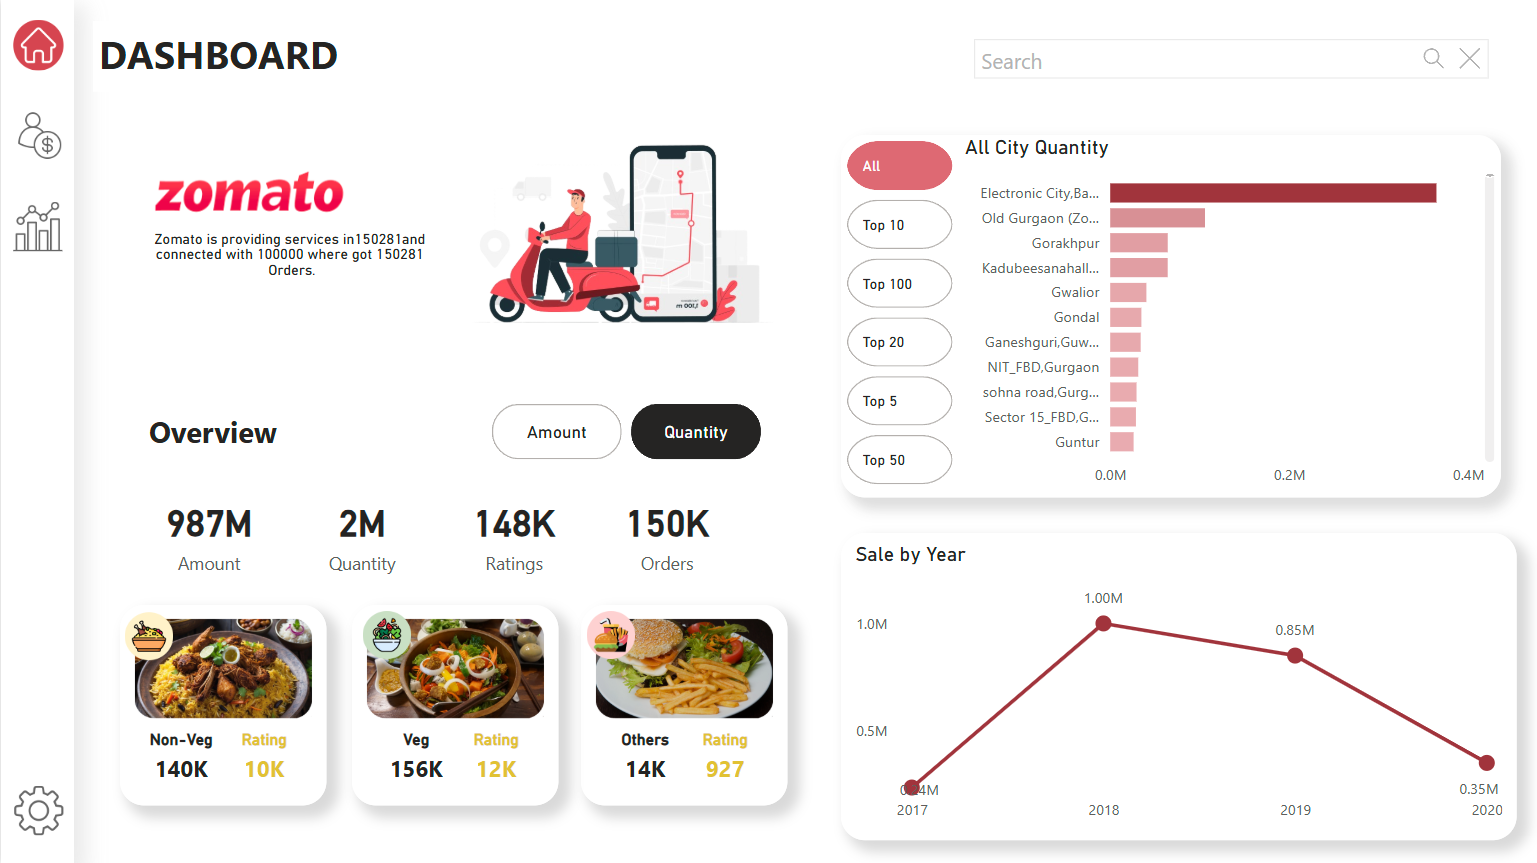 DASHBOARD
Search
zomato
Zomato is providing services in150281and
connected with 100000 where got 150281
Orders.
Overview
Amount
Quantity
987M
Amount
2M
Quantity
148K
Ratings
150K
Orders
Non-Veg
Rating
140K
10K
Veg
Rating
156K
12K
Others
Rating
14K
927
All
Top 10
Top 100
Top 20
Top 5
Top 50
All City Quantity
Electronic City,Ba...
Old Gurgaon (Zo...
Gorakhpur
Kadubeesanahall...
Gwalior
Gondal
Ganeshguri,Guw...
NIT_FBD,Gurgaon
sohna road,Gurg...
Sector 15_FBD,G...
Guntur
0.0M
0.2M
0.4M
Sale by Year
1.0M
0.5M
1.00M
0.85M
0.35M
2017
2018
2019
2020